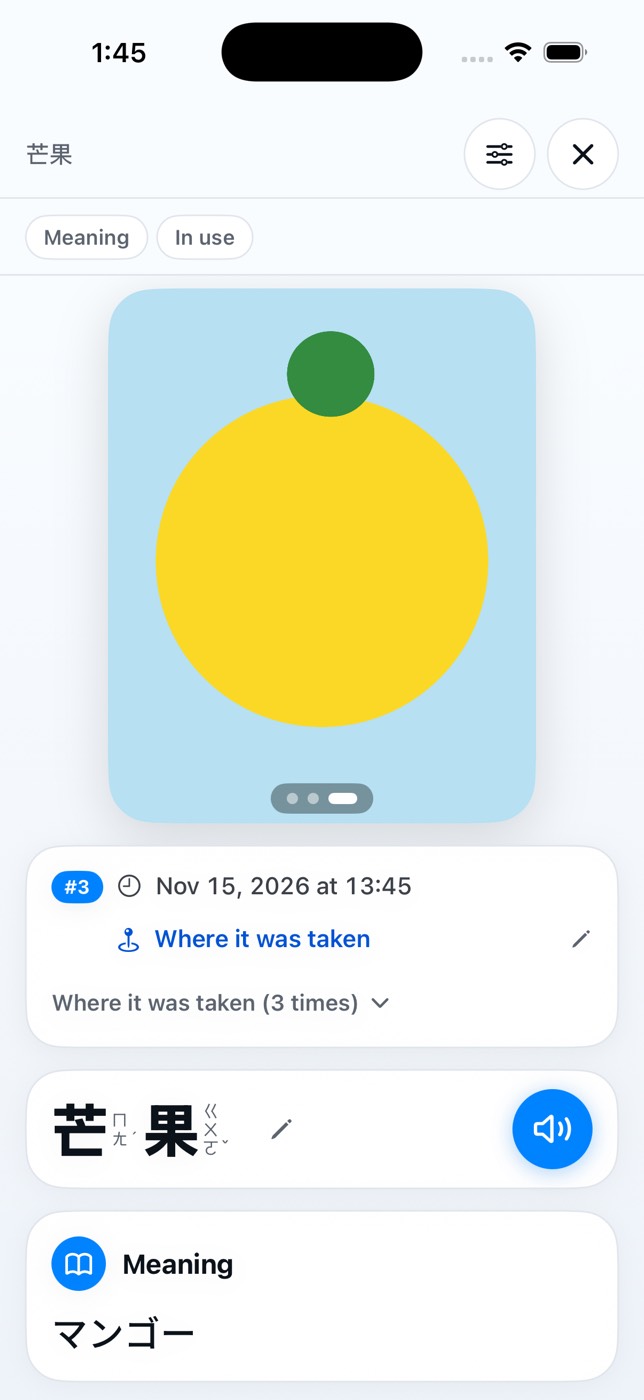 1:45
芒果
Meaning
In use
#3 Nov 15, 2026 at 13:45
Where it was taken
Where it was taken (3 times)
芒ㄇㄤˊ果ㄍㄨㄛˇ
Meaning
マンゴー